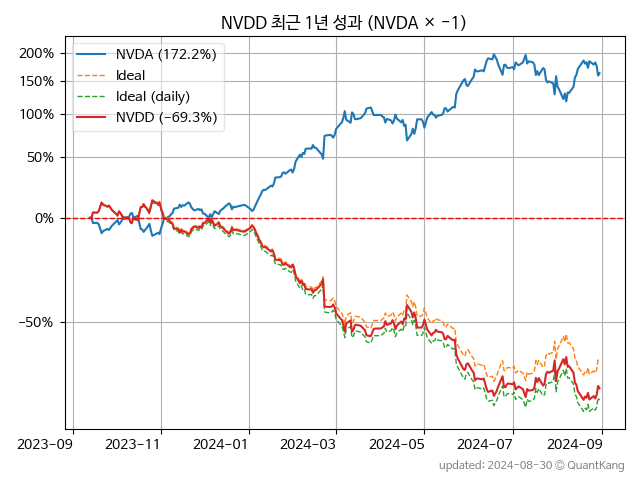 NVDD 최근 1년 성과 (NVDA × −1)
NVDA (172.2%)
Ideal
Ideal (daily)
NVDD (−69.3%)
200%
150%
100%
50%
0%
−50%
2023−09
2023−11
2024−01
2024−03
2024−05
2024−07
2024−09
updated: 2024−08−30 © QuantKang